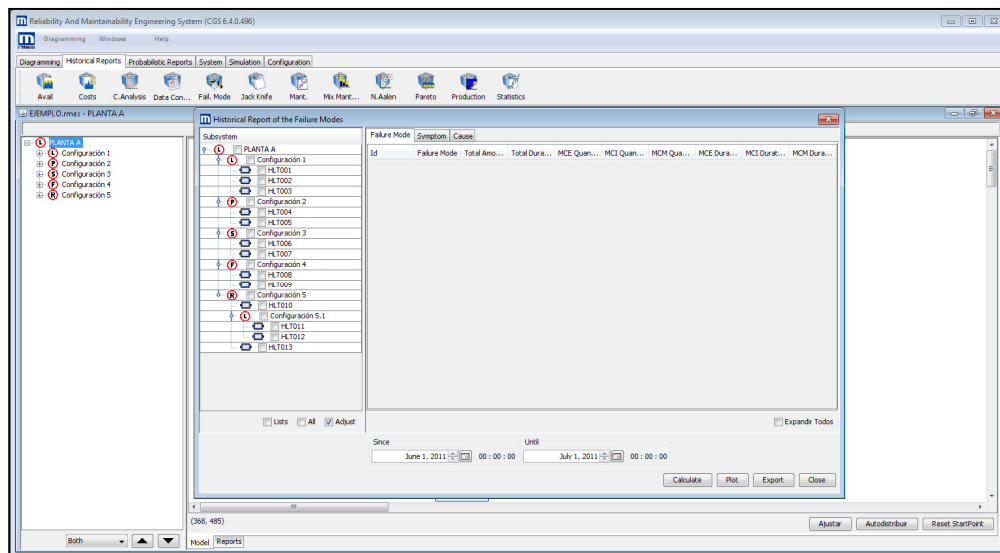 Reliability And Maintainability Engineering System (CGS 6.4.0.496)
Diagramming Windows Help
Diagramming Historical Reports Probabilistic Reports System Simulation Configuration
Avail Costs C.Analysis Data Con... Fail. Mode Jack Knife Mant. Mix Mant... N.Aalen Pareto Production Statistics
EJEMPLO.rmes - PLANTA A
L PLANTA A
L Configuración 1
P Configuración 2
S Configuración 3
F Configuración 4
R Configuración 5
Historical Report of the Failure Modes
Subsystem
L PLANTA A
L Configuración 1
HLT001
HLT002
HLT003
P Configuración 2
HLT004
HLT005
S Configuración 3
HLT006
HLT007
F Configuración 4
HLT008
HLT009
R Configuración 5
HLT010
L Configuración 5.1
HLT011
HLT012
HLT013
Lists All Adjust
Failure Mode Symptom Cause
Id Failure Mode Total Amo... Total Dura... MCE Quan... MCI Quan... MCM Qua... MCE Dura... MCI Durat... MCM Dura...
Expandir Todos
Since Until
June 1, 2011 00 : 00 : 00 July 1, 2011 00 : 00 : 00
Calculate Plot Export Close
(368, 485)
Ajustar Autodistribuir Reset StartPoint
Both
Model Reports